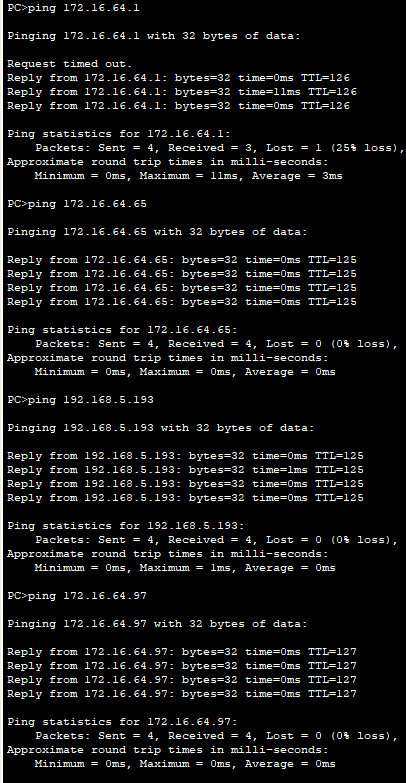 PC>ping 172.16.64.1
Pinging 172.16.64.1 with 32 bytes of data:
Request timed out.
Reply from 172.16.64.1: bytes=32 time=0ms TTL=126
Reply from 172.16.64.1: bytes=32 time=11ms TTL=126
Reply from 172.16.64.1: bytes=32 time=0ms TTL=126
Ping statistics for 172.16.64.1:
Packets: Sent = 4, Received = 3, Lost = 1 (25% loss),
Approximate round trip times in milli-seconds:
Minimum = 0ms, Maximum = 11ms, Average = 3ms
PC>ping 172.16.64.65
Pinging 172.16.64.65 with 32 bytes of data:
Reply from 172.16.64.65: bytes=32 time=0ms TTL=125
Reply from 172.16.64.65: bytes=32 time=0ms TTL=125
Reply from 172.16.64.65: bytes=32 time=0ms TTL=125
Reply from 172.16.64.65: bytes=32 time=0ms TTL=125
Ping statistics for 172.16.64.65:
Packets: Sent = 4, Received = 4, Lost = 0 (0% loss),
Approximate round trip times in milli-seconds:
Minimum = 0ms, Maximum = 0ms, Average = 0ms
PC>ping 192.168.5.193
Pinging 192.168.5.193 with 32 bytes of data:
Reply from 192.168.5.193: bytes=32 time=0ms TTL=125
Reply from 192.168.5.193: bytes=32 time=1ms TTL=125
Reply from 192.168.5.193: bytes=32 time=0ms TTL=125
Reply from 192.168.5.193: bytes=32 time=0ms TTL=125
Ping statistics for 192.168.5.193:
Packets: Sent = 4, Received = 4, Lost = 0 (0% loss),
Approximate round trip times in milli-seconds:
Minimum = 0ms, Maximum = 1ms, Average = 0ms
PC>ping 172.16.64.97
Pinging 172.16.64.97 with 32 bytes of data:
Reply from 172.16.64.97: bytes=32 time=0ms TTL=127
Reply from 172.16.64.97: bytes=32 time=0ms TTL=127
Reply from 172.16.64.97: bytes=32 time=0ms TTL=127
Reply from 172.16.64.97: bytes=32 time=0ms TTL=127
Ping statistics for 172.16.64.97:
Packets: Sent = 4, Received = 4, Lost = 0 (0% loss),
Approximate round trip times in milli-seconds:
Minimum = 0ms, Maximum = 0ms, Average = 0ms